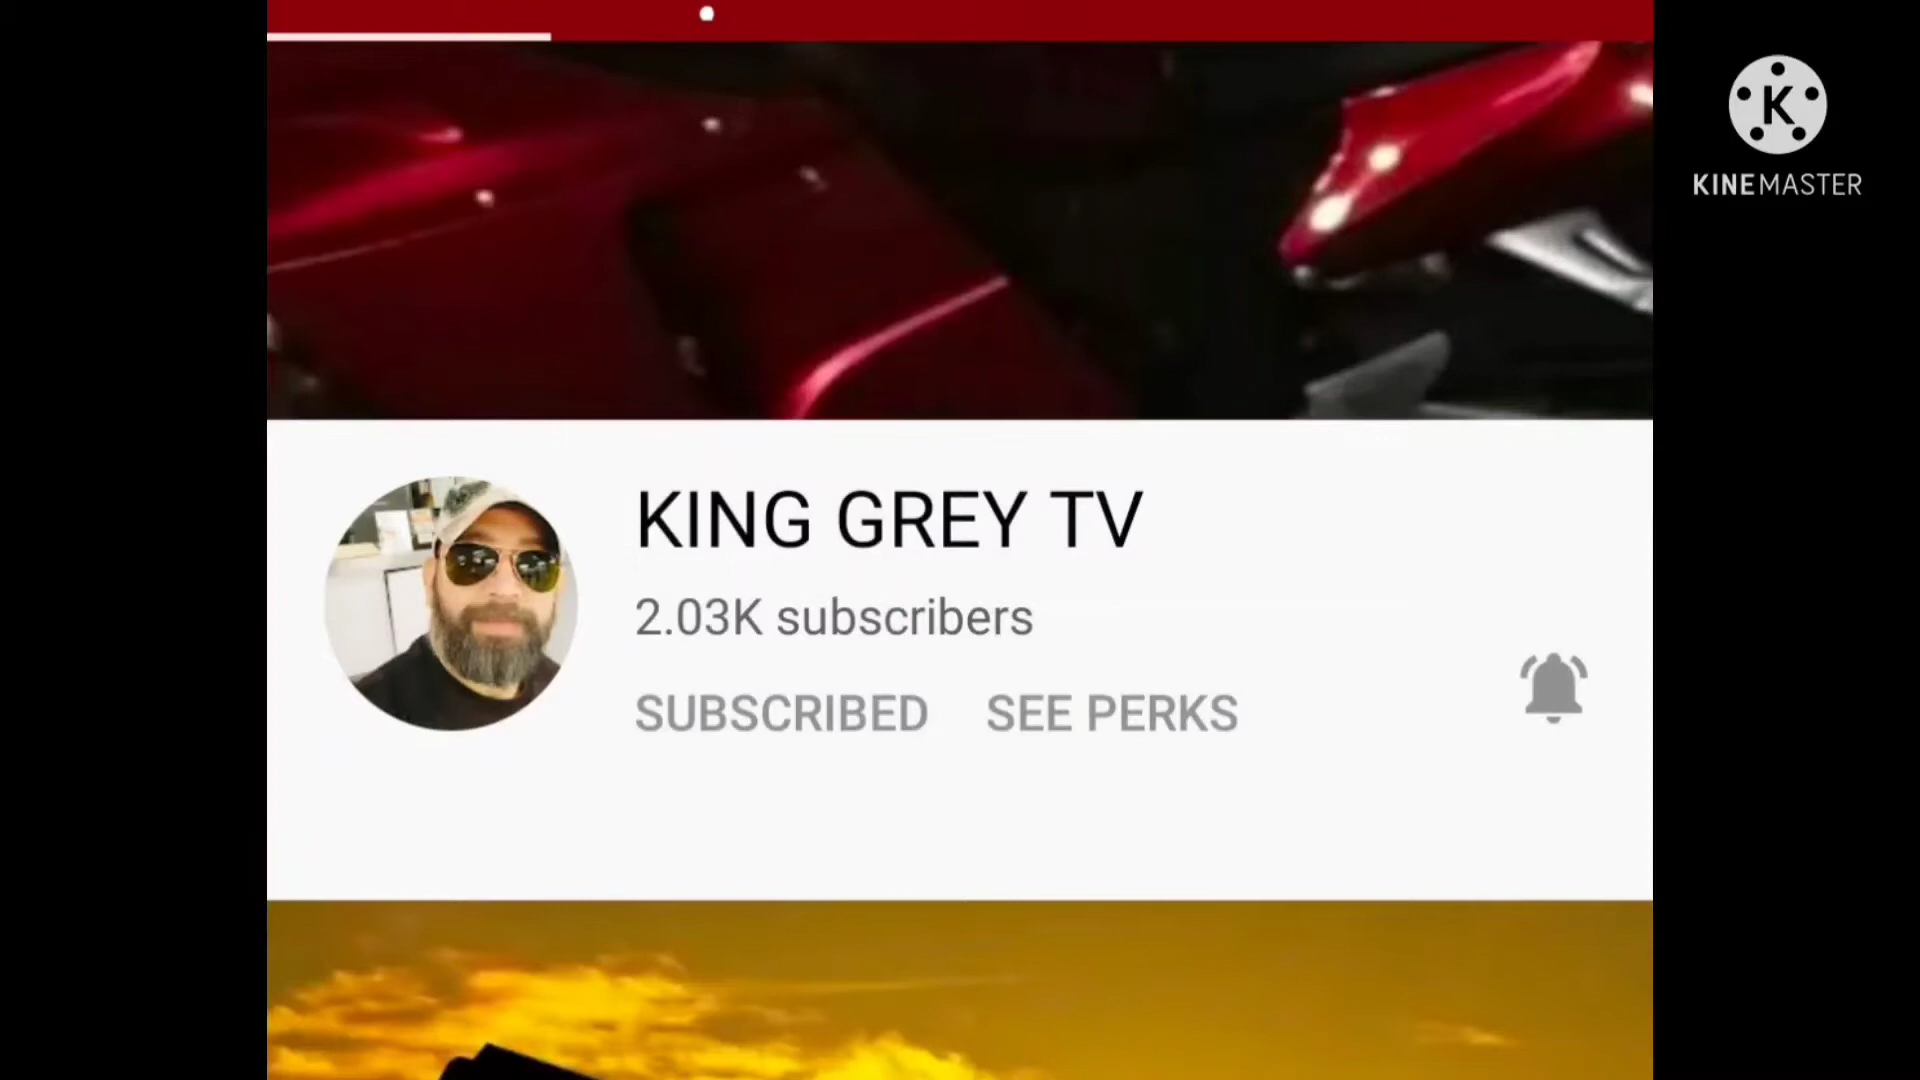 K
KINEMASTER
KING GREY TV
2.03K subscribers
SUBSCRIBED SEE PERKS